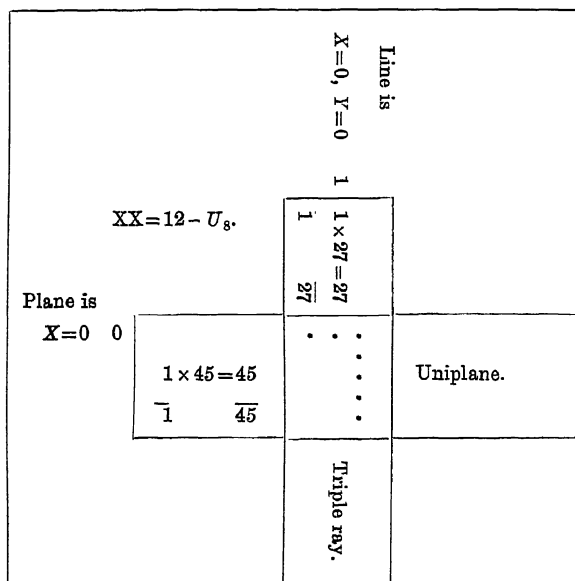 Line is
X=0, Y=0 1
1×27=27
1 27
XX=12-U₈.
Plane is
X=0 0
1×45=45
1 45
Uniplane.
Triple ray.